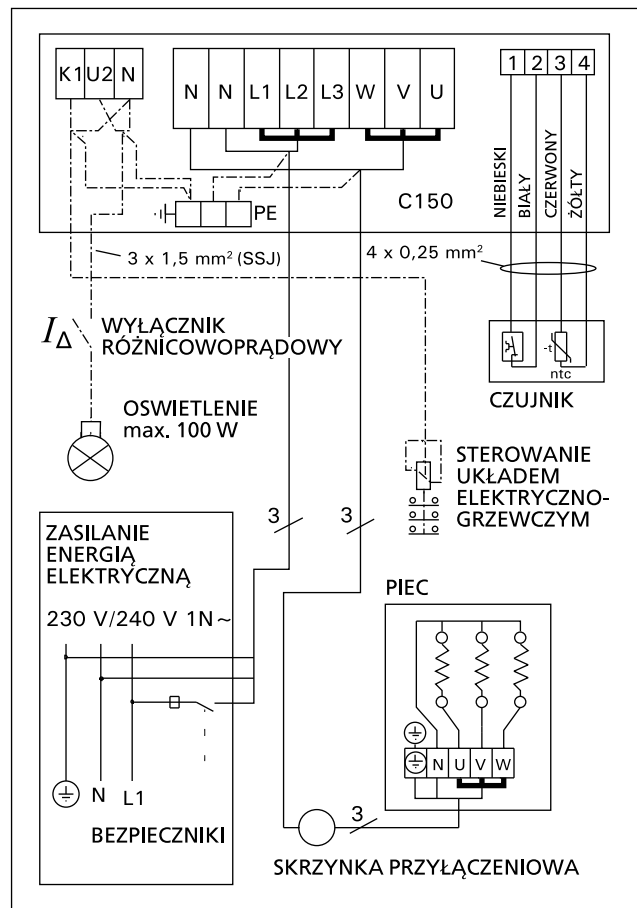 K1 U2 N
N N L1 L2 L3 W V U
1 2 3 4
NIEBIESKI
BIAŁY
CZERWONY
ŻÓŁTY
PE
C150
3 x 1,5 mm² (SSJ)
4 x 0,25 mm²
I∆
WYŁĄCZNIK
RÓŻNICOWOPRĄDOWY
-t
ntc
CZUJNIK
OSWIETLENIE
max. 100 W
STEROWANIE
UKŁADEM
ELEKTRYCZNO-
GRZEWCZYM
3
3
ZASILANIE
ENERGIĄ
ELEKTRYCZNĄ
230 V/240 V 1N~
N L1
BEZPIECZNIKI
PIEC
N U V W
3
SKRZYNKA PRZYŁĄCZENIOWA